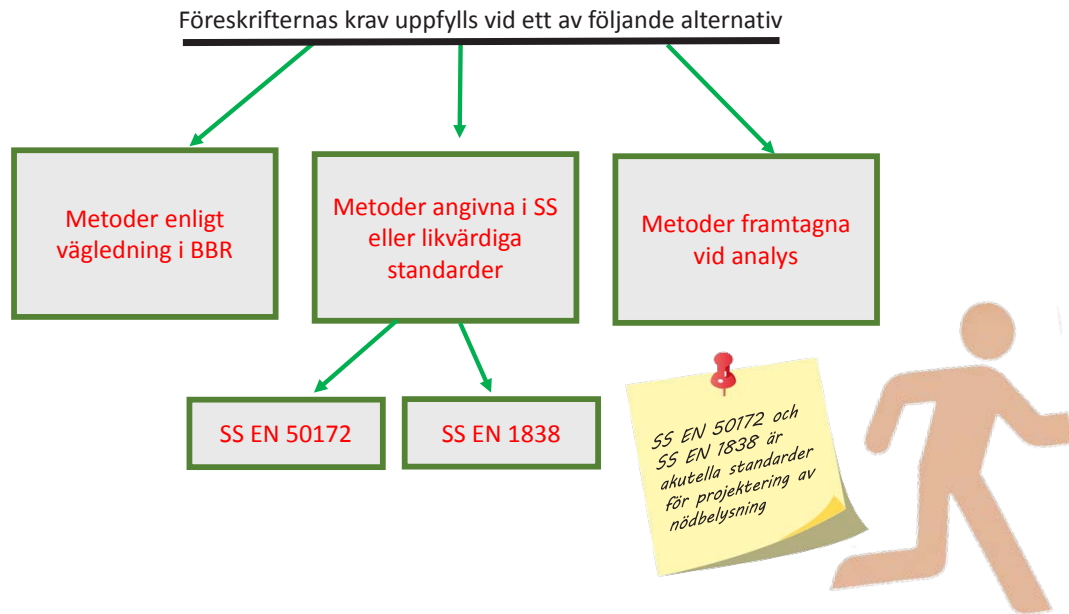 Föreskrifternas krav uppfylls vid ett av följande alternativ
Metoder enligt
vägledning i BBR
Metoder angivna i SS
eller likvärdiga
standarder
Metoder framtagna
vid analys
SS EN 50172
SS EN 1838
SS EN 50172 och
SS EN 1838 är
akutella standarder
för projektering av
nödbelysning